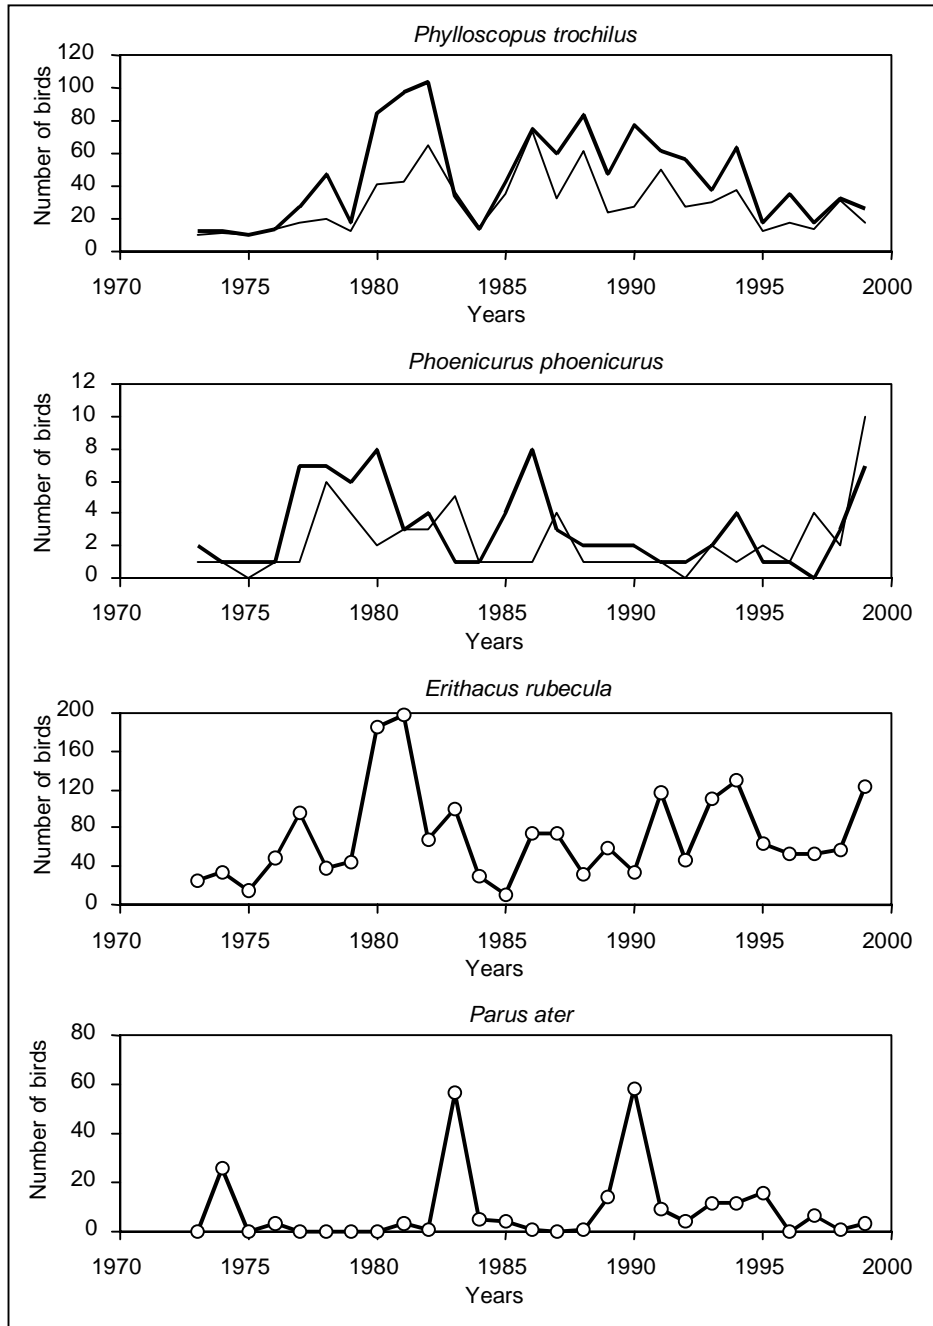 Phylloscopus trochilus
Number of birds
120
100
80
60
40
20
0
1970 1975 1980 1985 1990 1995 2000
Years
Phoenicurus phoenicurus
Number of birds
12
10
8
6
4
2
0
1970 1975 1980 1985 1990 1995 2000
Years
Erithacus rubecula
Number of birds
200
160
120
80
40
0
1970 1975 1980 1985 1990 1995 2000
Years
Parus ater
Number of birds
80
60
40
20
0
1970 1975 1980 1985 1990 1995 2000
Years